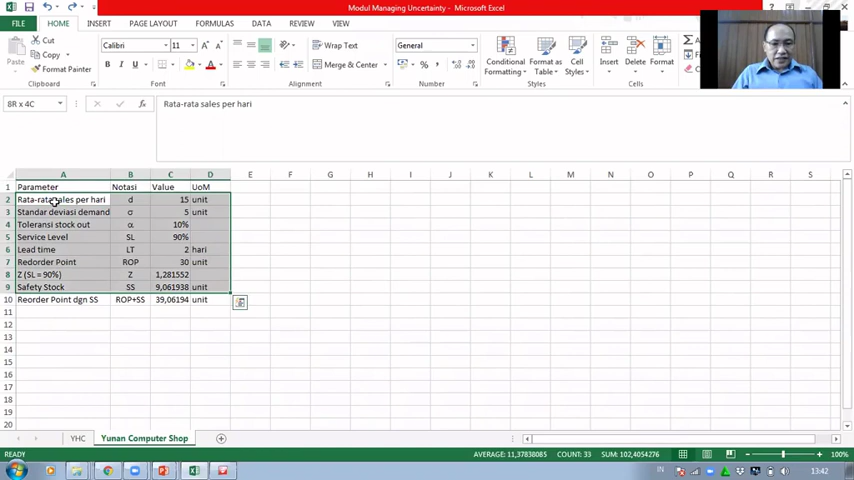 Modul Managing Uncertainty - Microsoft Excel
FILE HOME INSERT PAGE LAYOUT FORMULAS DATA REVIEW VIEW
Cut
Copy
Format Painter
Paste
Clipboard
Calibri 11
B I U
Font
Wrap Text
Merge & Center
Alignment
General
% ,
Number
Conditional Formatting
Format as Table
Cell Styles
Styles
Insert Delete Format
Cells
8R x 4C
fx
Rata-rata sales per hari
A B C D E F G H I J K L M N O P Q R S
1 Parameter Notasi Value UoM
2 Rata-rata sales per hari d 15 unit
3 Standar deviasi demand σ 5 unit
4 Toleransi stock out α 10%
5 Service Level SL 90%
6 Lead time LT 2 hari
7 Redorder Point ROP 30 unit
8 Z (SL = 90%) Z 1,281552
9 Safety Stock SS 9,061938 unit
10 Reorder Point dgn SS ROP+SS 39,06194 unit
11
12
13
14
15
16
17
18
19
20
YHC Yunan Computer Shop
READY AVERAGE: 11,37838085 COUNT: 33 SUM: 102,4054276 100%
IN 13.42